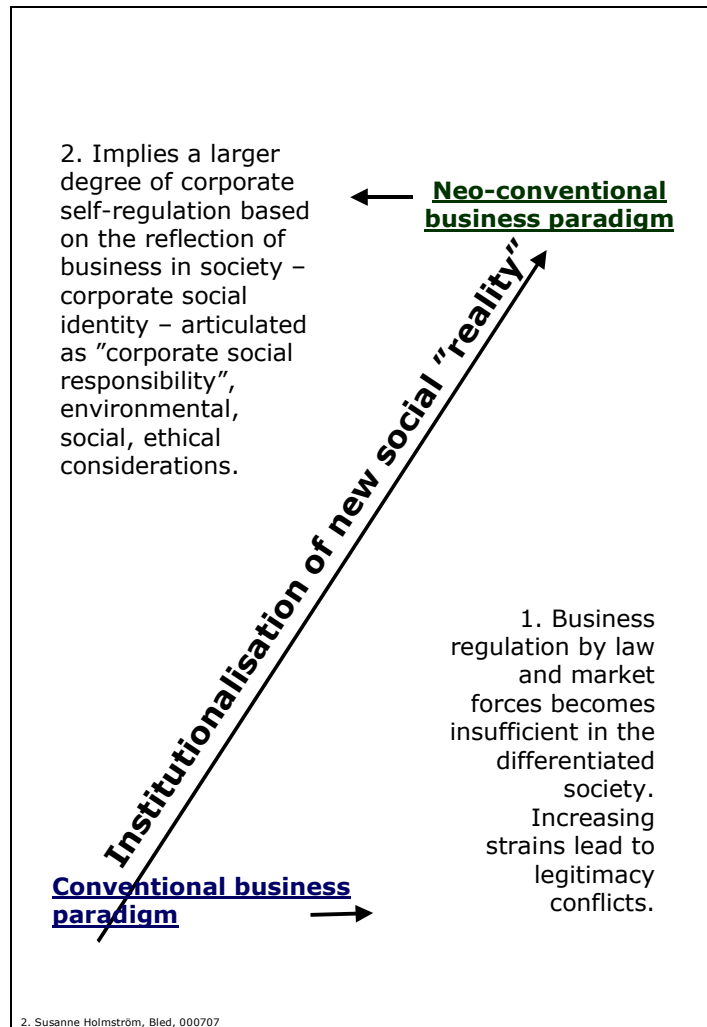 2. Implies a larger
degree of corporate
self-regulation based
on the reflection of
business in society –
corporate social
identity – articulated
as ”corporate social
responsibility”,
environmental,
social, ethical
considerations.
Neo-conventional
business paradigm
Institutionalisation of new social ”reality”
1. Business
regulation by law
and market
forces becomes
insufficient in the
differentiated
society.
Increasing
strains lead to
legitimacy
conflicts.
Conventional business
paradigm
2. Susanne Holmström, Bled, 000707